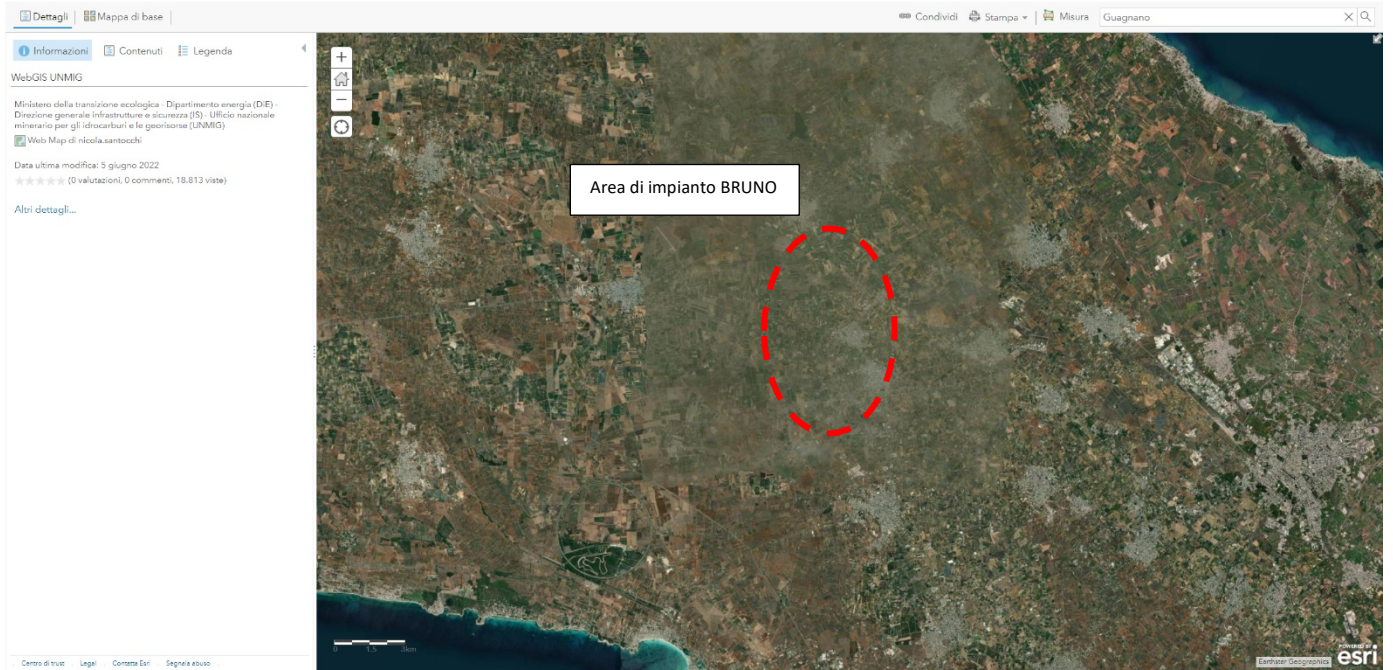 Dettagli Mappa di base Condividi Stampa Misura Guagnano
Informazioni Contenuti Legenda
WebGIS UNMIG
Ministero della transizione ecologica - Dipartimento energia (DiE) -
Direzione generale infrastrutture e sicurezza (IS) - Ufficio nazionale
minerario per gli idrocarburi e le georisorse (UNMIG)
Web Map di nicola.santocchi
Data ultima modifica: 5 giugno 2022
(0 valutazioni, 0 commenti, 18.813 viste)
Altri dettagli...
Area di impianto BRUNO
0 1.5 3km
Centro di trust Legal Contatta Esri Segnala abuso
Earthstar Geographics
POWERED BY
esri